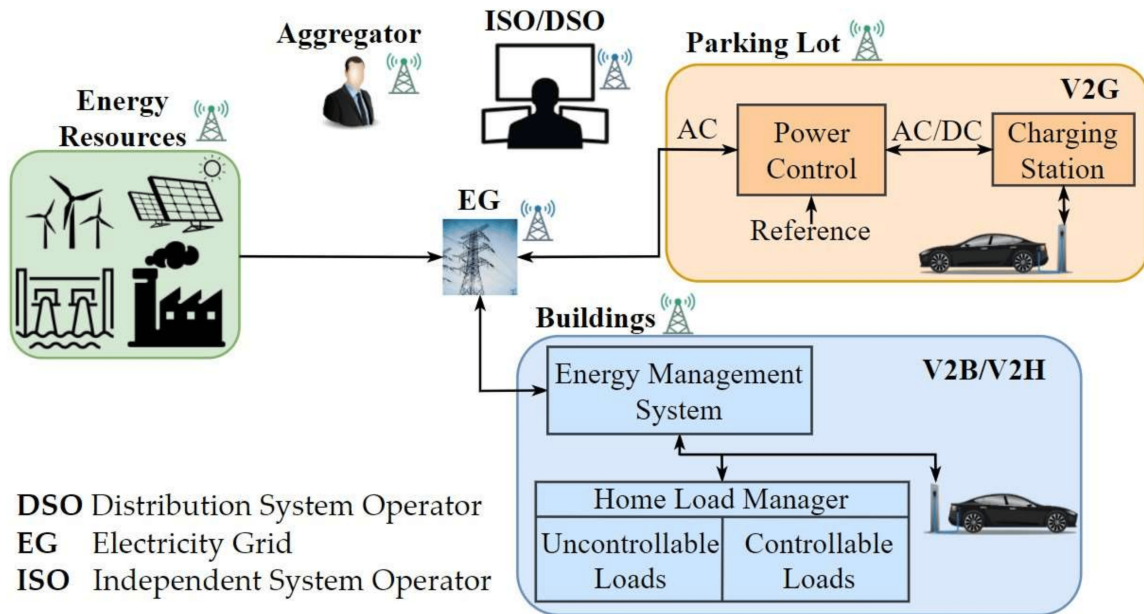 Aggregator
ISO/DSO
Parking Lot
Energy
Resources
V2G
AC
Power
Control
AC/DC
Charging
Station
Reference
EG
Buildings
V2B/V2H
Energy Management
System
Home Load Manager
Uncontrollable
Loads
Controllable
Loads
DSO Distribution System Operator
EG Electricity Grid
ISO Independent System Operator